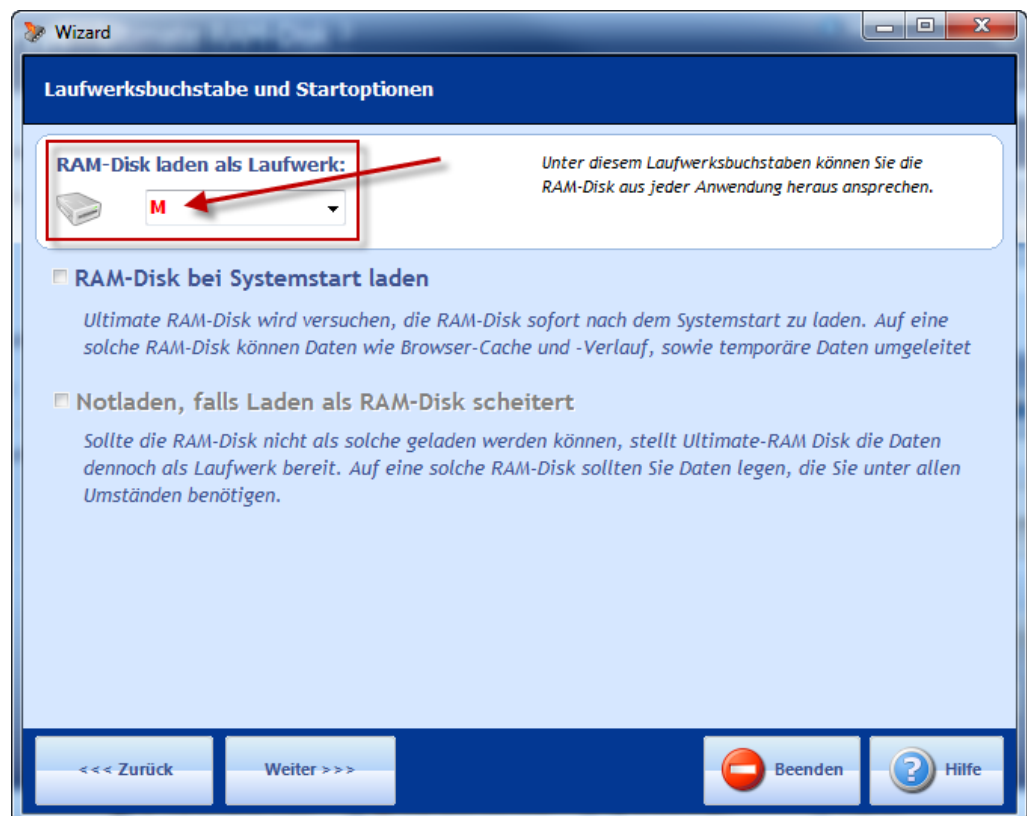 Wizard
Laufwerksbuchstabe und Startoptionen
RAM-Disk laden als Laufwerk:
M
Unter diesem Laufwerksbuchstaben können Sie die
RAM-Disk aus jeder Anwendung heraus ansprechen.
RAM-Disk bei Systemstart laden
Ultimate RAM-Disk wird versuchen, die RAM-Disk sofort nach dem Systemstart zu laden. Auf eine
solche RAM-Disk können Daten wie Browser-Cache und -Verlauf, sowie temporäre Daten umgeleitet
Notladen, falls Laden als RAM-Disk scheitert
Sollte die RAM-Disk nicht als solche geladen werden können, stellt Ultimate-RAM Disk die Daten
dennoch als Laufwerk bereit. Auf eine solche RAM-Disk sollten Sie Daten legen, die Sie unter allen
Umständen benötigen.
<<< Zurück
Weiter >>>
Beenden
? Hilfe